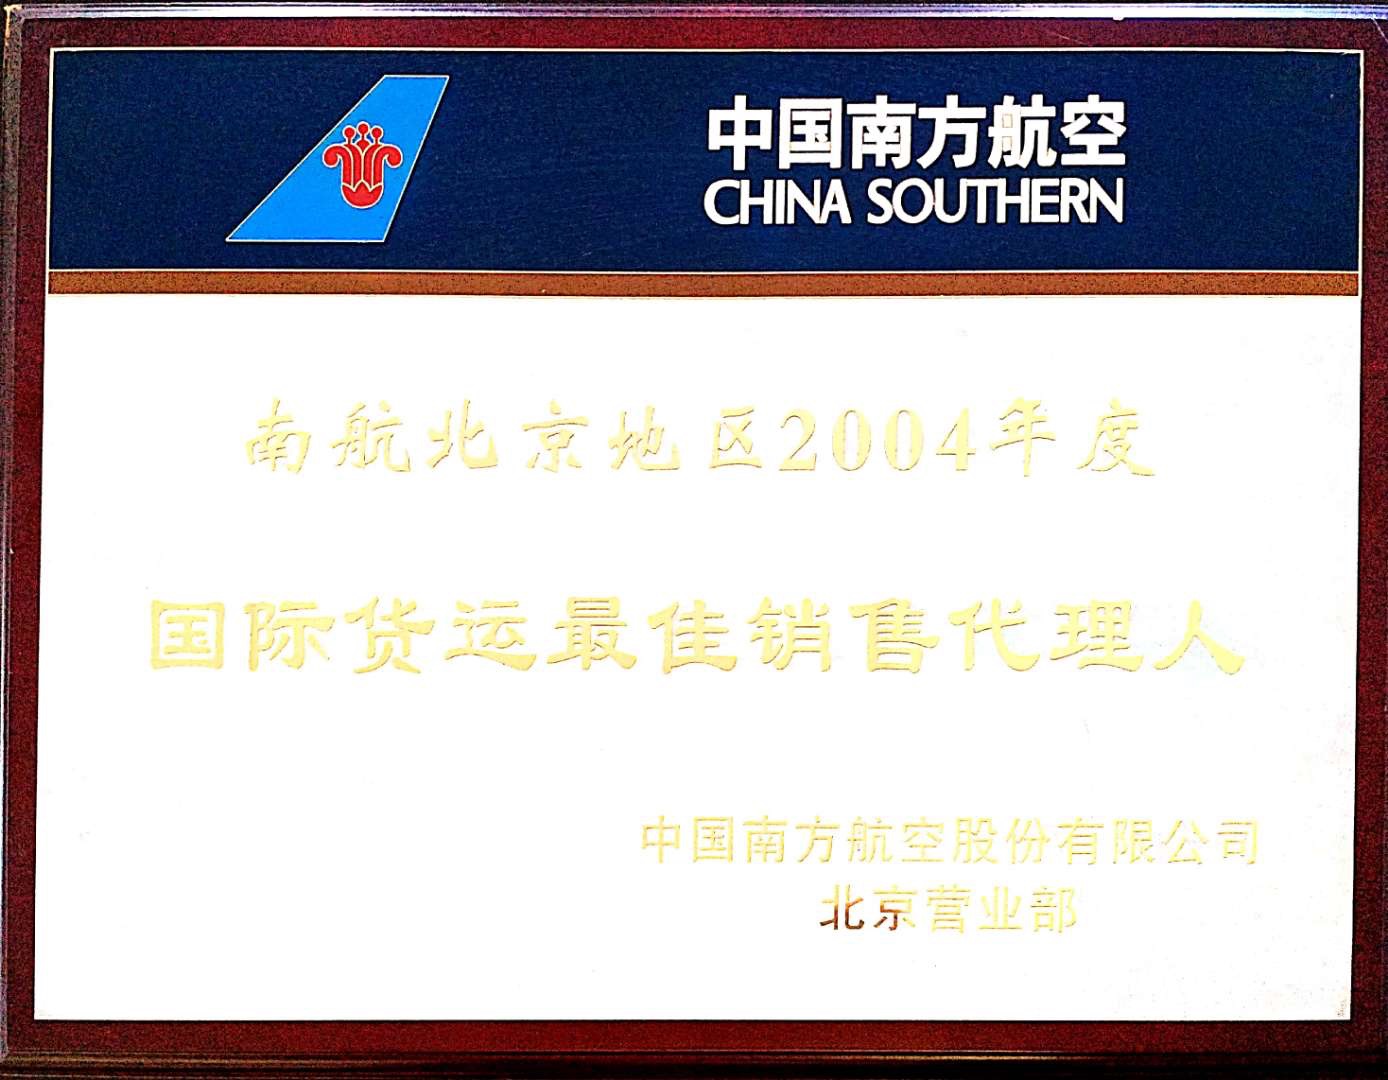 中国南方航空
CHINA SOUTHERN
南航北京地区2004年度
国际货运最佳销售代理人
中国南方航空股份有限公司
北京营业部